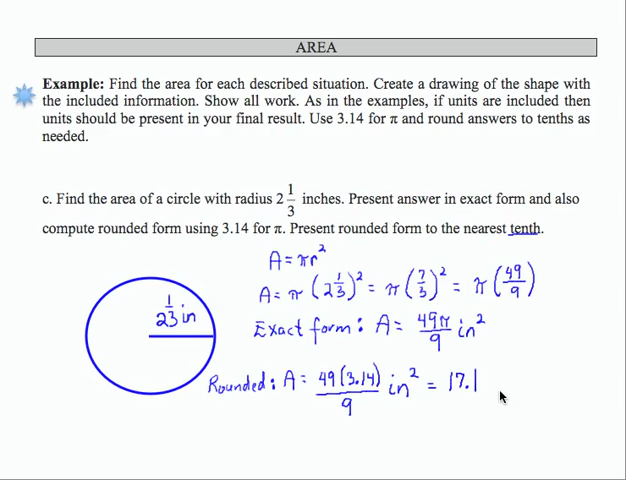 AREA
Example: Find the area for each described situation. Create a drawing of the shape with
the included information. Show all work. As in the examples, if units are included then
units should be present in your final result. Use 3.14 for π and round answers to tenths as
needed.
c. Find the area of a circle with radius 2 1/3 inches. Present answer in exact form and also
compute rounded form using 3.14 for π. Present rounded form to the nearest tenth.
A = πr²
A = π (2 1/3)² = π (7/3)² = π (49/9)
2 1/3 in
Exact form: A = 49π/9 in²
Rounded: A = 49(3.14)/9 in² = 17.1